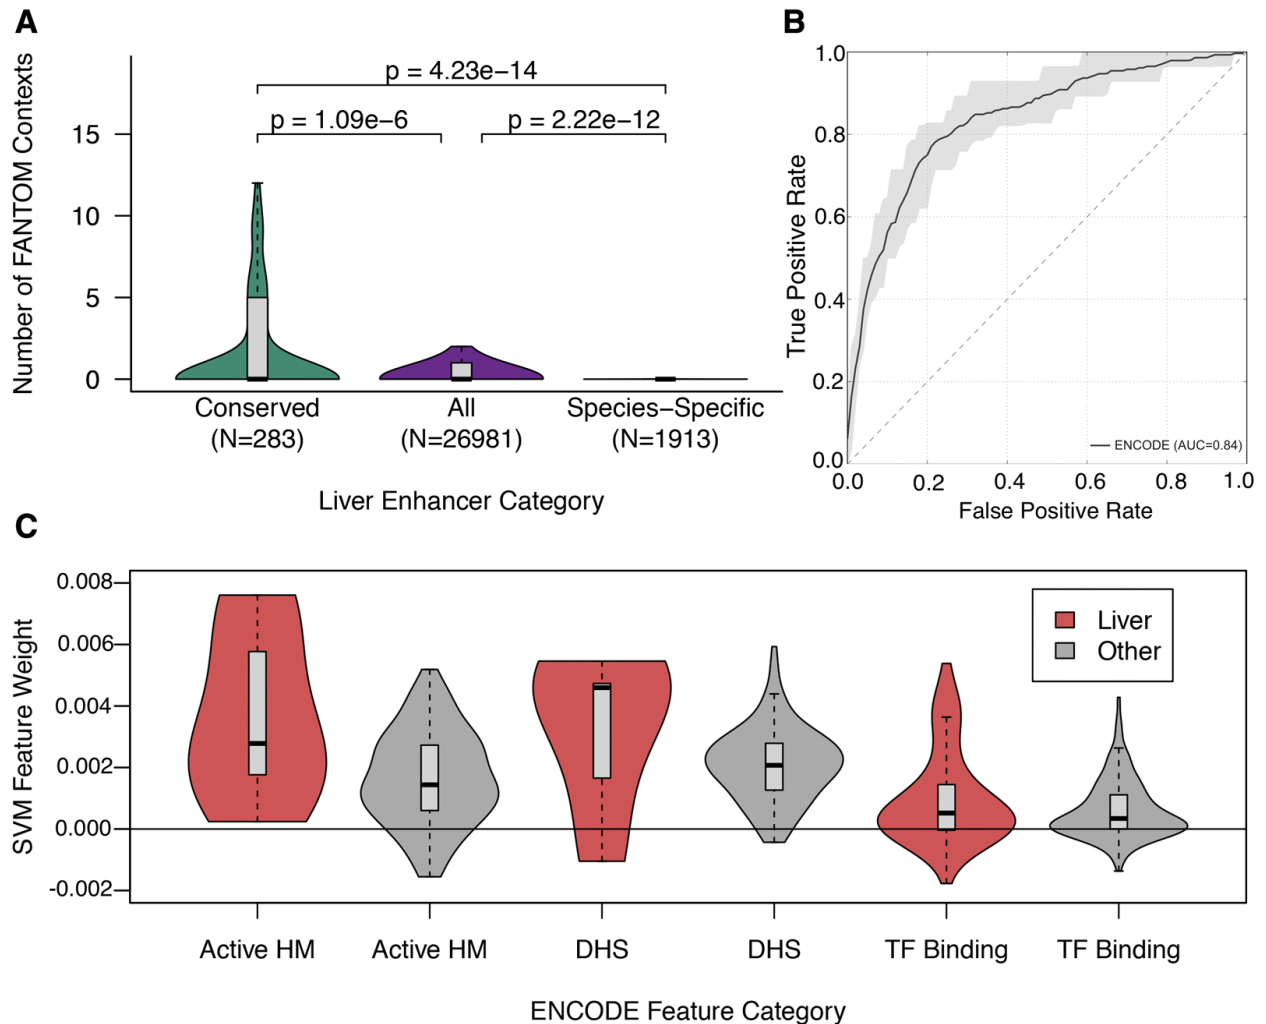 A
Number of FANTOM Contexts
15
10
5
0
p = 4.23e−14
p = 1.09e−6
p = 2.22e−12
Conserved
(N=283)
All
(N=26981)
Species−Specific
(N=1913)
Liver Enhancer Category
B
True Positive Rate
1.0
0.8
0.6
0.4
0.2
0.0
ENCODE (AUC=0.84)
0.0 0.2 0.4 0.6 0.8 1.0
False Positive Rate
C
SVM Feature Weight
0.008
0.006
0.004
0.002
0.000
-0.002
Liver
Other
Active HM
Active HM
DHS
DHS
TF Binding
TF Binding
ENCODE Feature Category